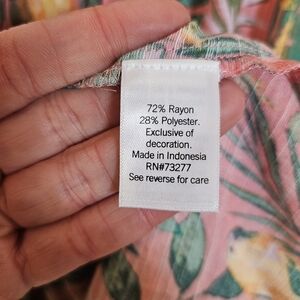 72% Rayon
28% Polyester.
Exclusive of
decoration.
Made in Indonesia
RN#73277
See reverse for care